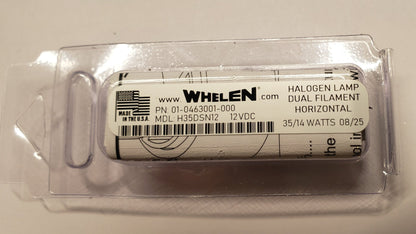 www. WHELEN ® .com
PN 01-0463001-000
MDL: H35DSN12 12VDC
MADE IN THE U.S.A.
HALOGEN LAMP
DUAL FILAMENT
HORIZONTAL
35/14 WATTS 08/25
the